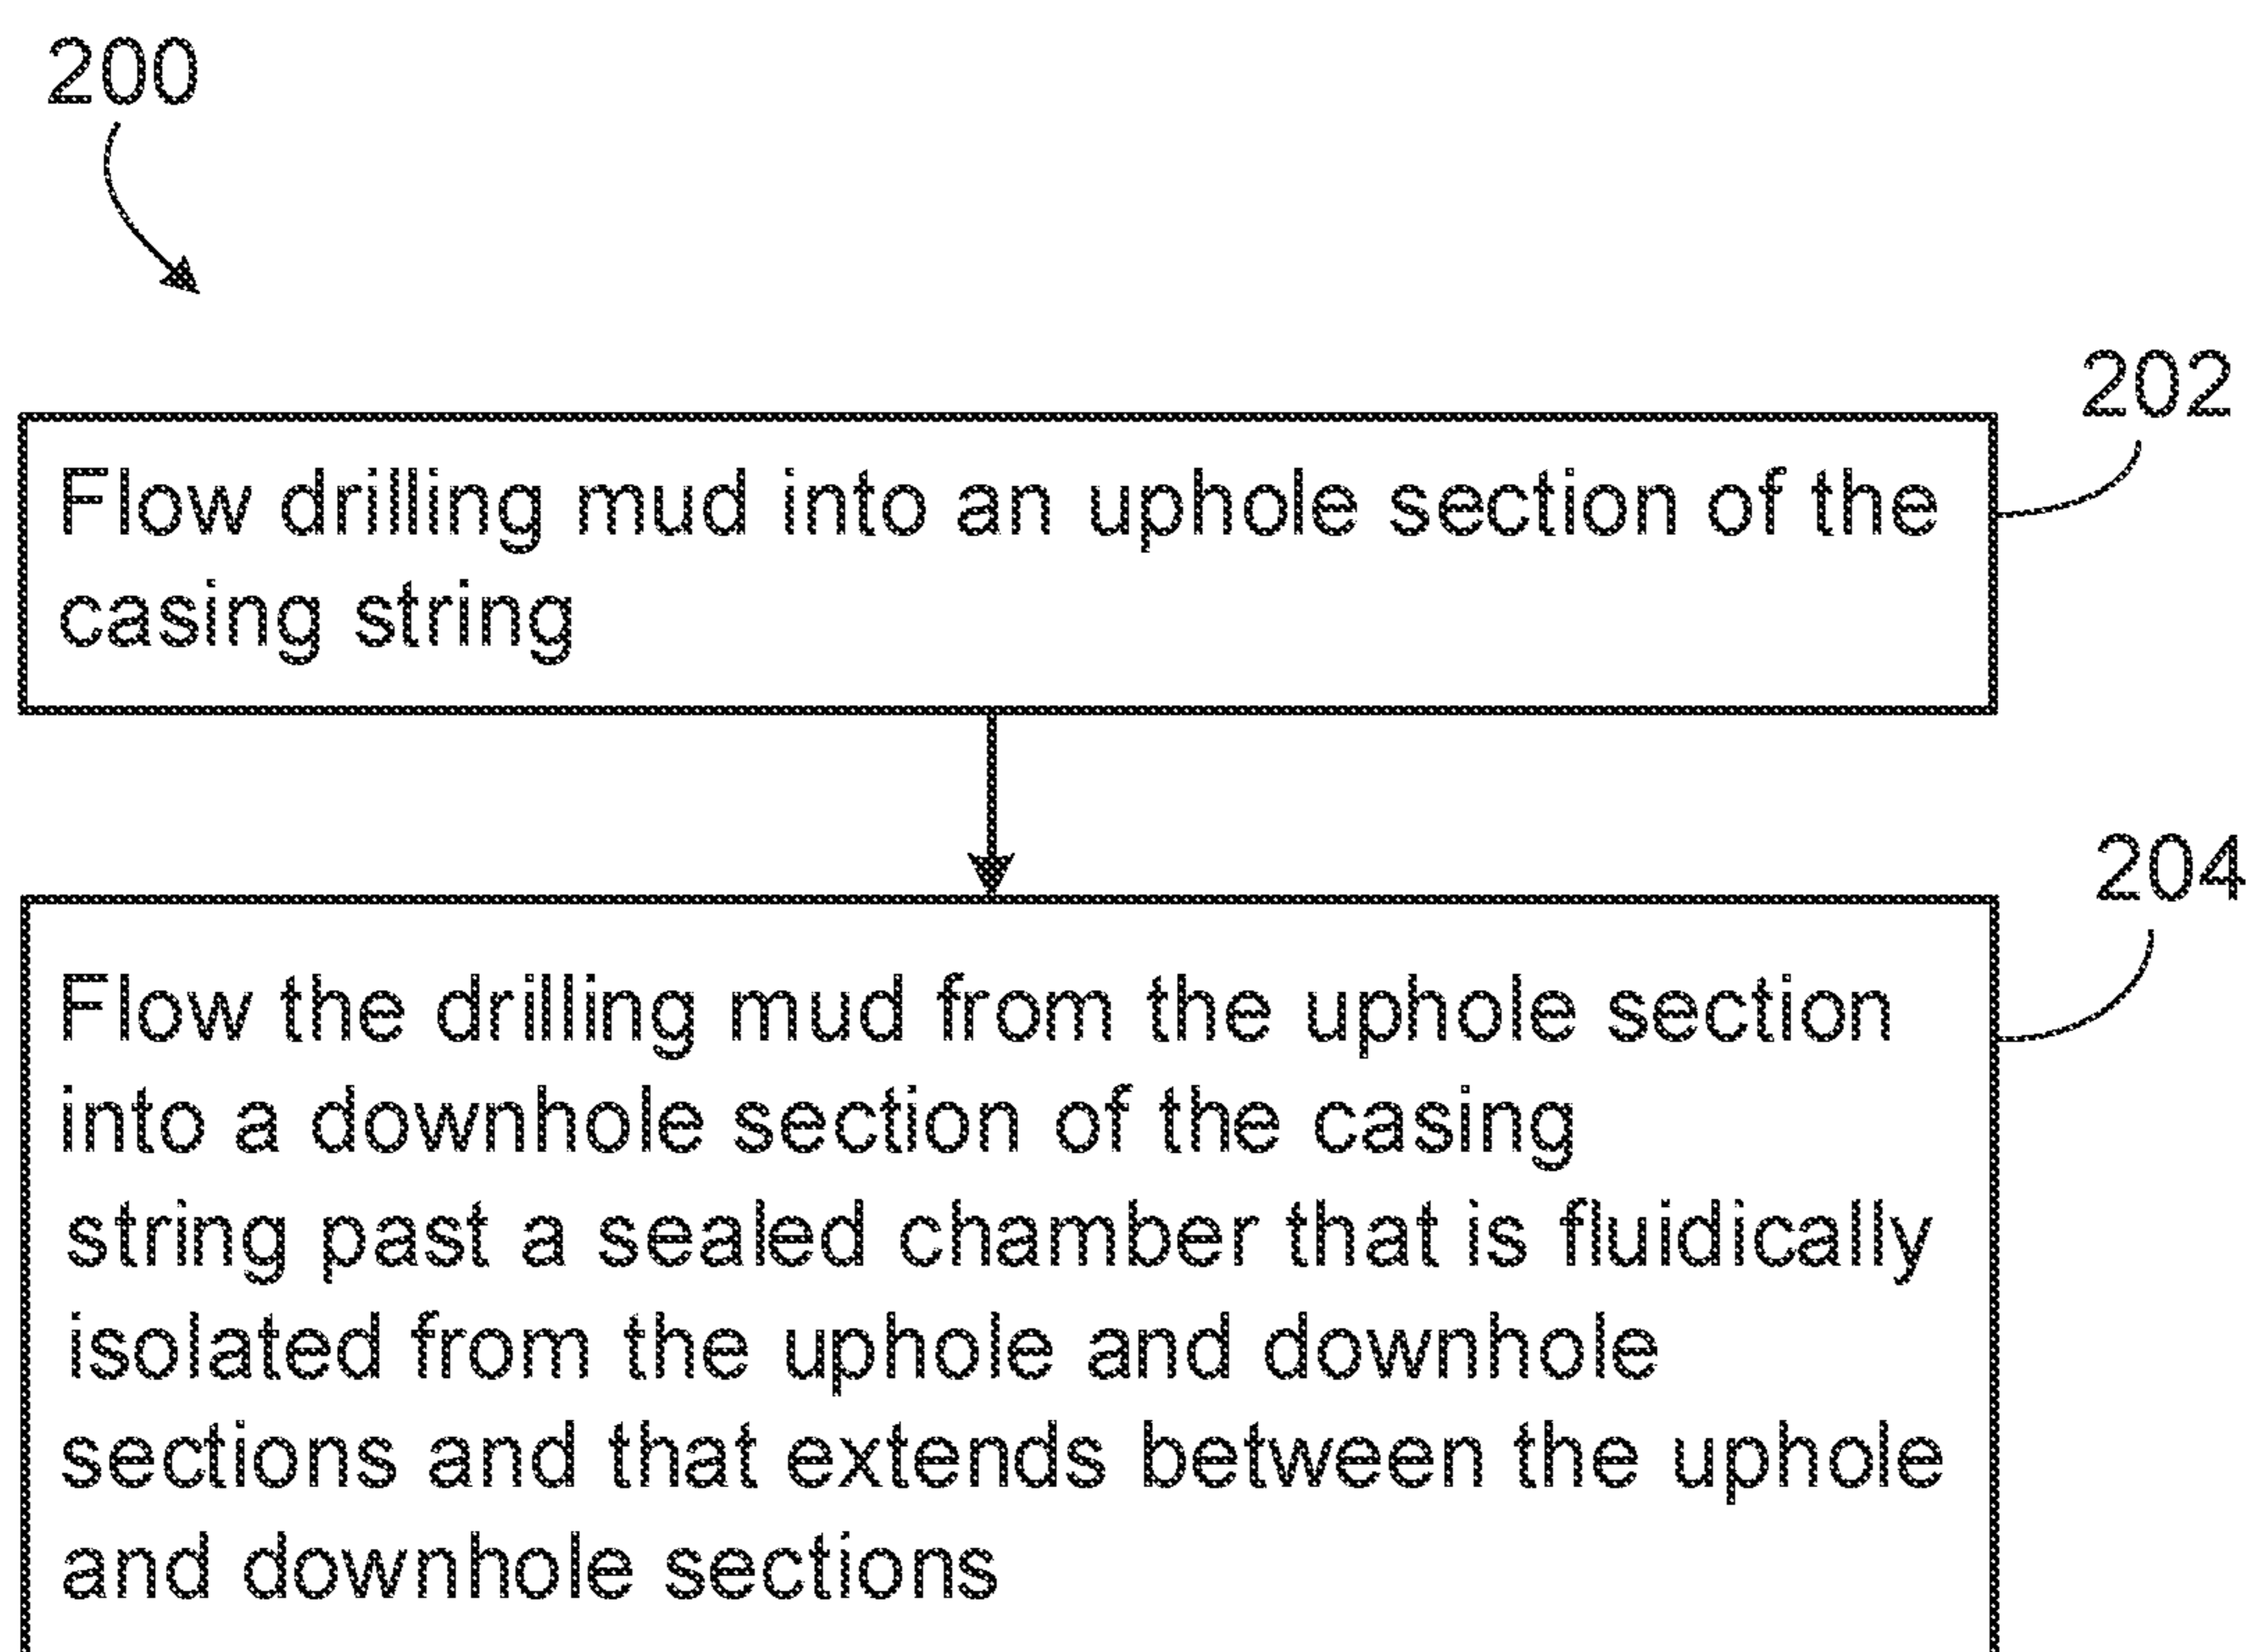 200
202
Flow drilling mud into an uphole section of the
casing string
204
Flow the drilling mud from the uphole section
into a downhole section of the casing
string past a sealed chamber that is fluidically
isolated from the uphole and downhole
sections and that extends between the uphole
and downhole sections